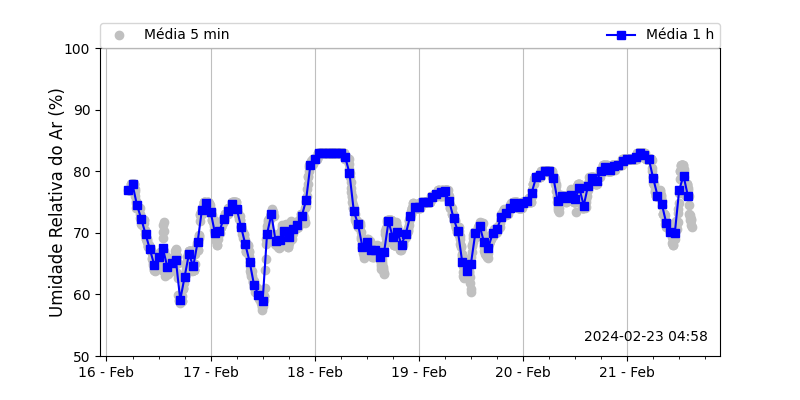 Média 5 min
Média 1 h
Umidade Relativa do Ar (%)
100
90
80
70
60
50
2024-02-23 04:58
16 - Feb
17 - Feb
18 - Feb
19 - Feb
20 - Feb
21 - Feb